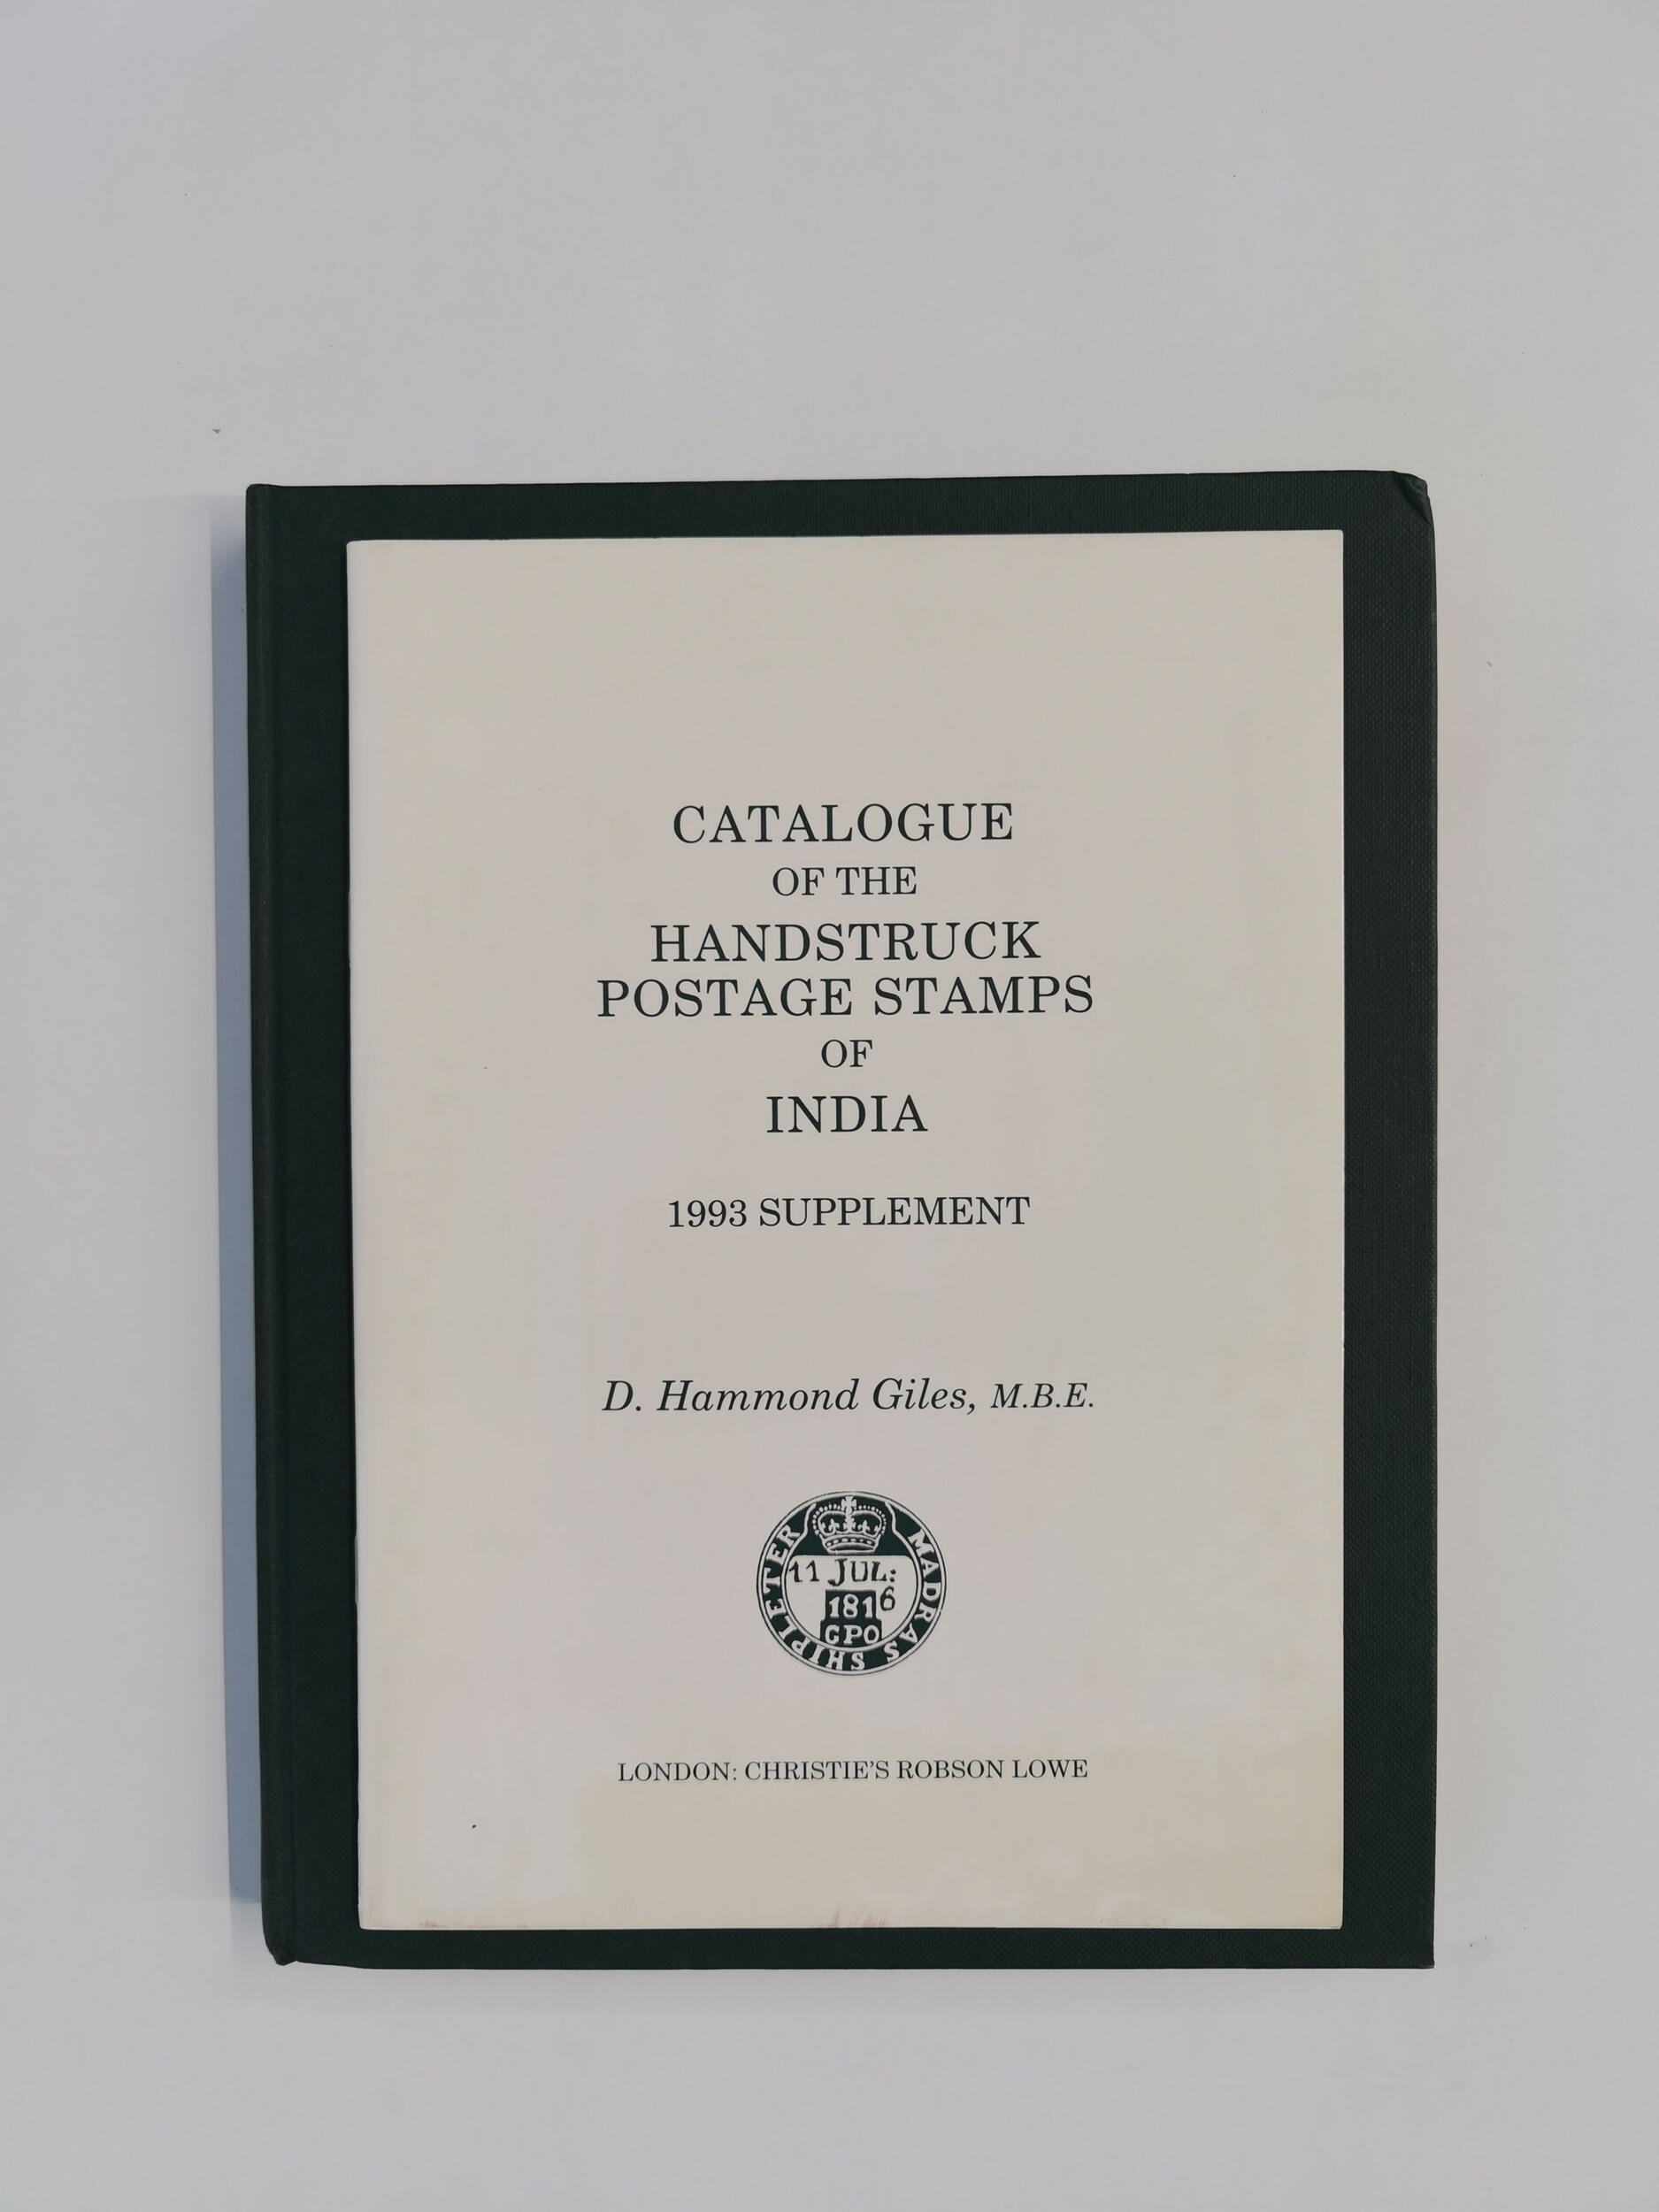 CATALOGUE
OF THE
HANDSTRUCK
POSTAGE STAMPS
OF
INDIA
1993 SUPPLEMENT
D. Hammond Giles, M.B.E.
MADRAS SHIPLETER
11 JUL:
1816
GPO
LONDON: CHRISTIE'S ROBSON LOWE